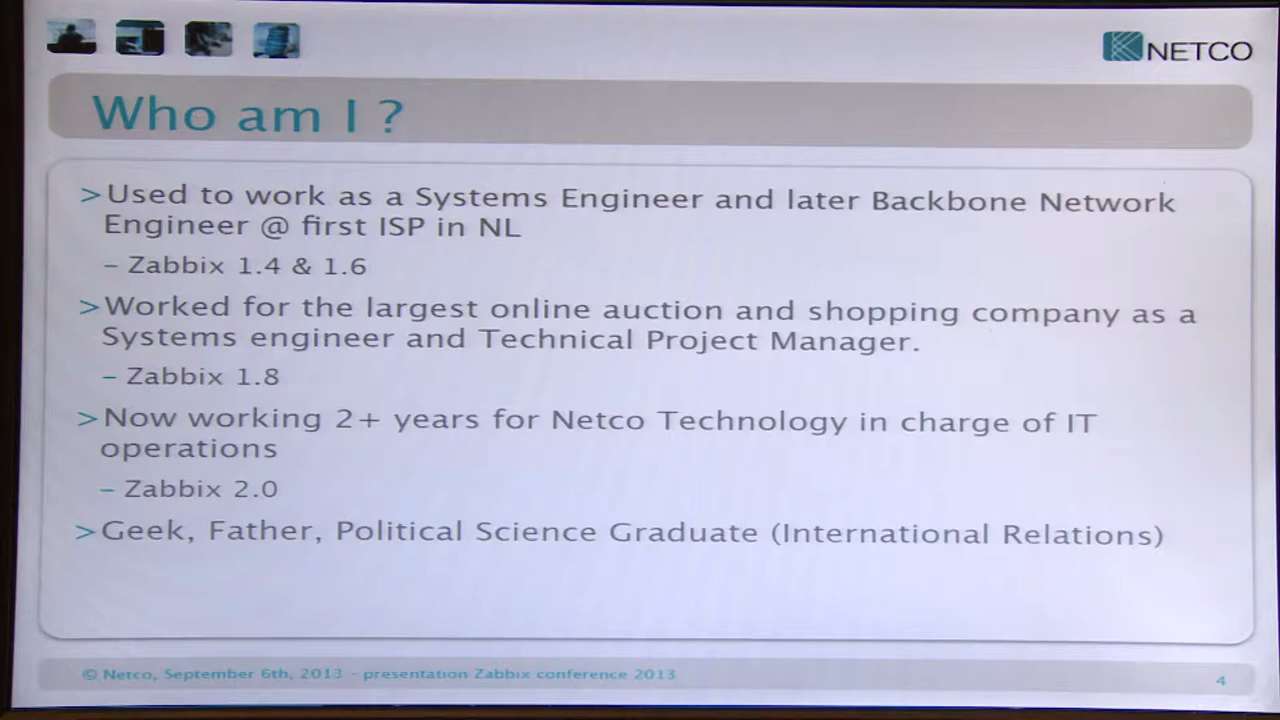 NETCO
Who am I ?
>Used to work as a Systems Engineer and later Backbone Network
Engineer @ first ISP in NL
– Zabbix 1.4 & 1.6
>Worked for the largest online auction and shopping company as a
Systems engineer and Technical Project Manager.
– Zabbix 1.8
>Now working 2+ years for Netco Technology in charge of IT
operations
– Zabbix 2.0
>Geek, Father, Political Science Graduate (International Relations)
© Netco, September 6th, 2013 - presentation Zabbix conference 2013
4